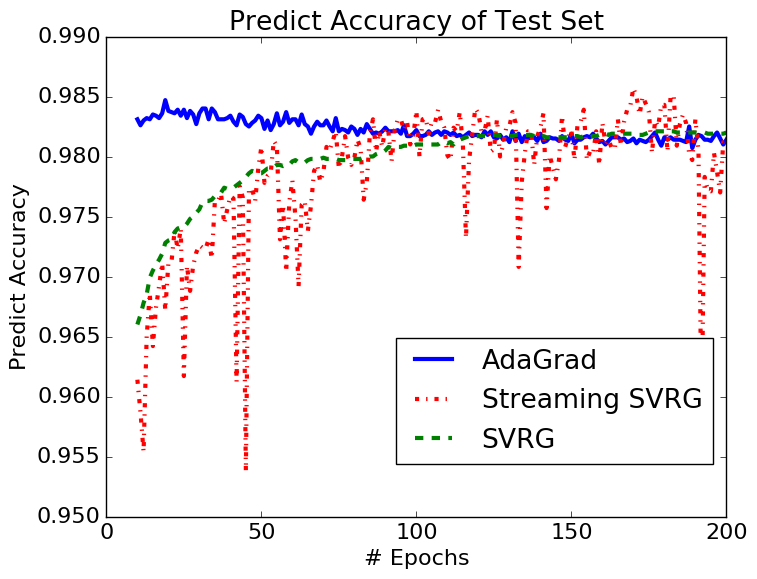 Predict Accuracy of Test Set
0.990
0.985
0.980
0.975
0.970
0.965
0.960
0.955
0.950
Predict Accuracy
AdaGrad
Streaming SVRG
SVRG
0 50 100 150 200
# Epochs